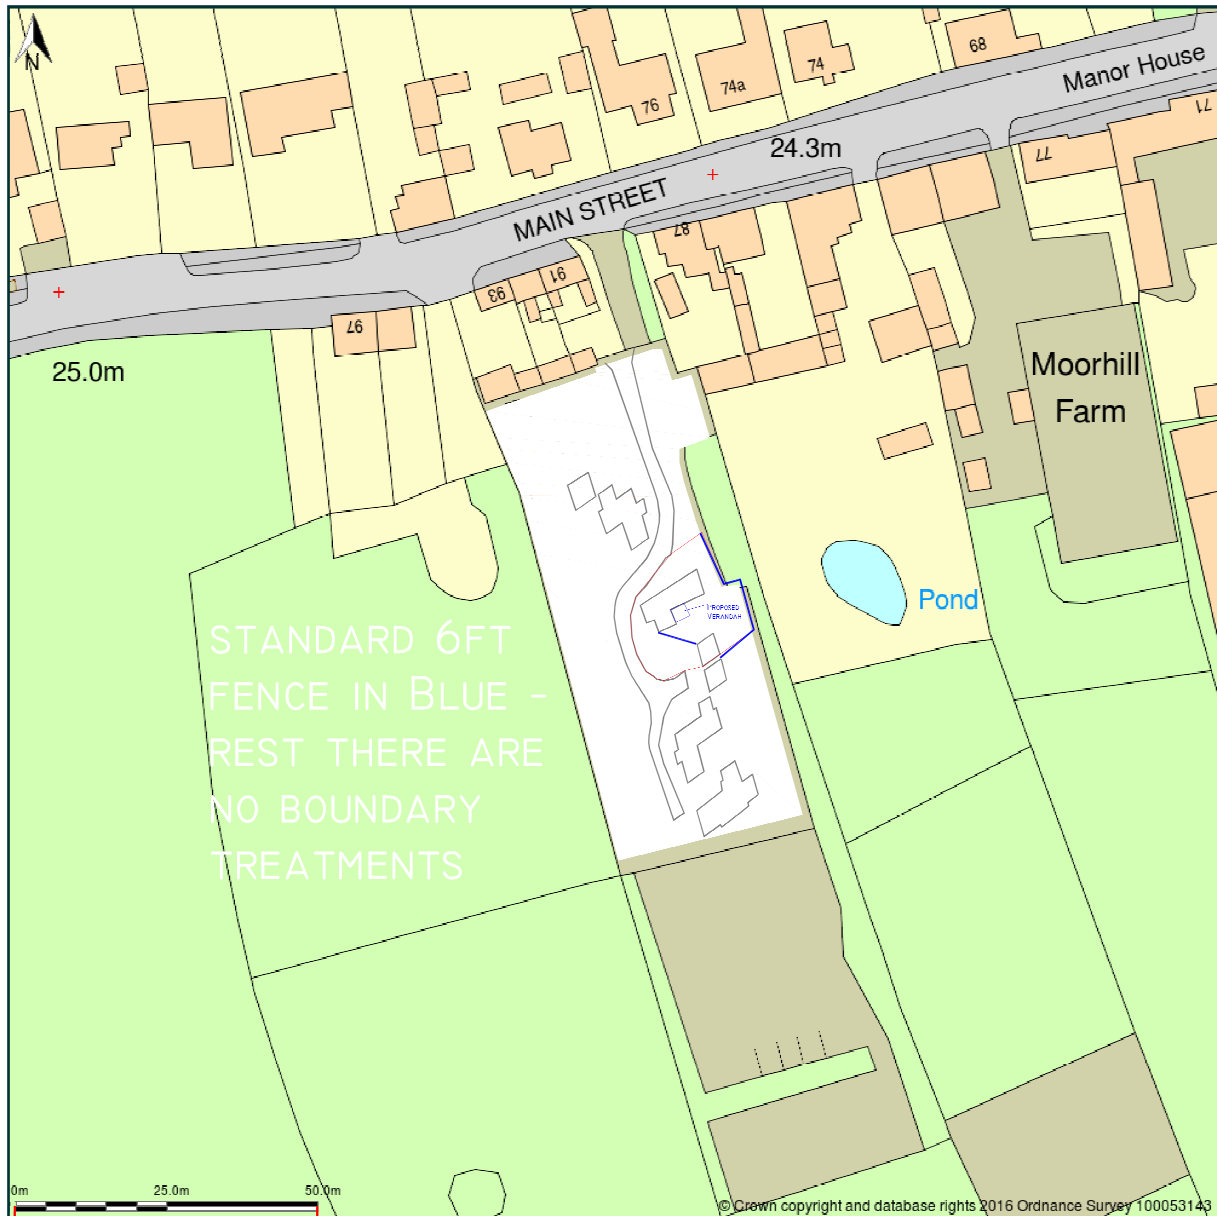 N
68
Manor House
74
74a
76
71
77
24.3m
MAIN STREET
87
91
93
97
25.0m
Moorhill
Farm
Pond
PROPOSED
VERANDAH
STANDARD 6FT
FENCE IN BLUE -
REST THERE ARE
NO BOUNDARY
TREATMENTS
0m 25.0m 50.0m
© Crown copyright and database rights 2016 Ordnance Survey 100053143